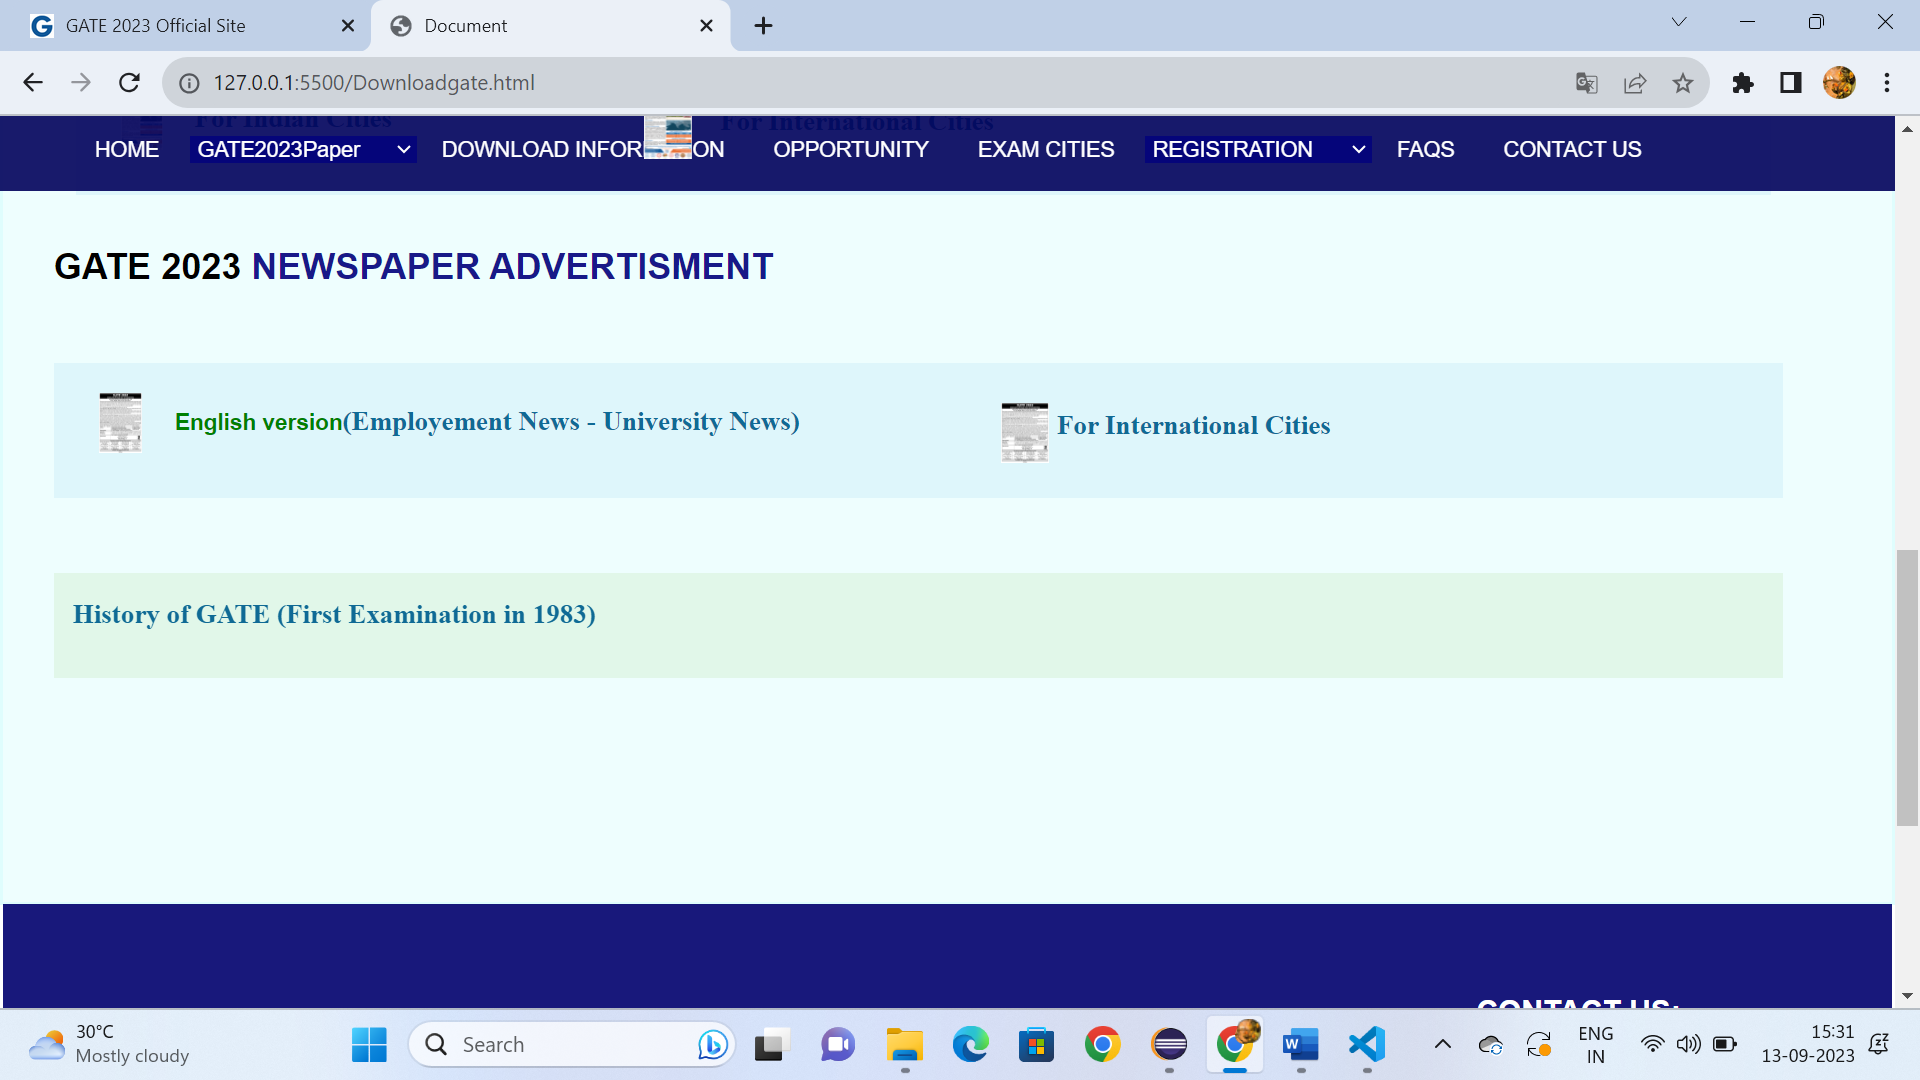 GATE 2023 Official Site
Document
127.0.0.1:5500/Downloadgate.html
For Indian Cities
For International Cities
HOME
GATE2023Paper
DOWNLOAD INFOR ON
OPPORTUNITY
EXAM CITIES
REGISTRATION
FAQS
CONTACT US
GATE 2023 NEWSPAPER ADVERTISMENT
English version(Employement News - University News)
For International Cities
History of GATE (First Examination in 1983)
CONTACT US:
30°C
Mostly cloudy
Search
ENG
IN
15:31
13-09-2023